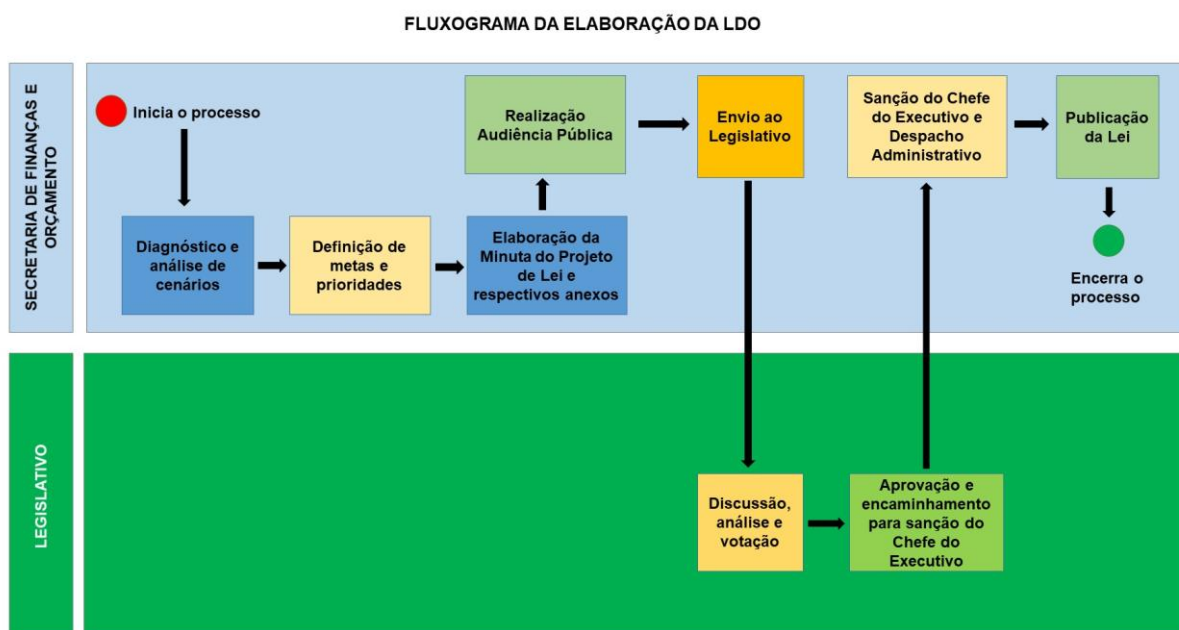 FLUXOGRAMA DA ELABORAÇÃO DA LDO
SECRETARIA DE FINANÇAS E
ORÇAMENTO
Inicia o processo
Diagnóstico e
análise de
cenários
Definição de
metas e
prioridades
Elaboração da
Minuta do Projeto
de Lei e
respectivos anexos
Realização
Audiência Pública
Envio ao
Legislativo
Sanção do Chefe
do Executivo e
Despacho
Administrativo
Publicação
da Lei
Encerra o
processo
LEGISLATIVO
Discussão,
análise e
votação
Aprovação e
encaminhamento
para sanção do
Chefe do
Executivo